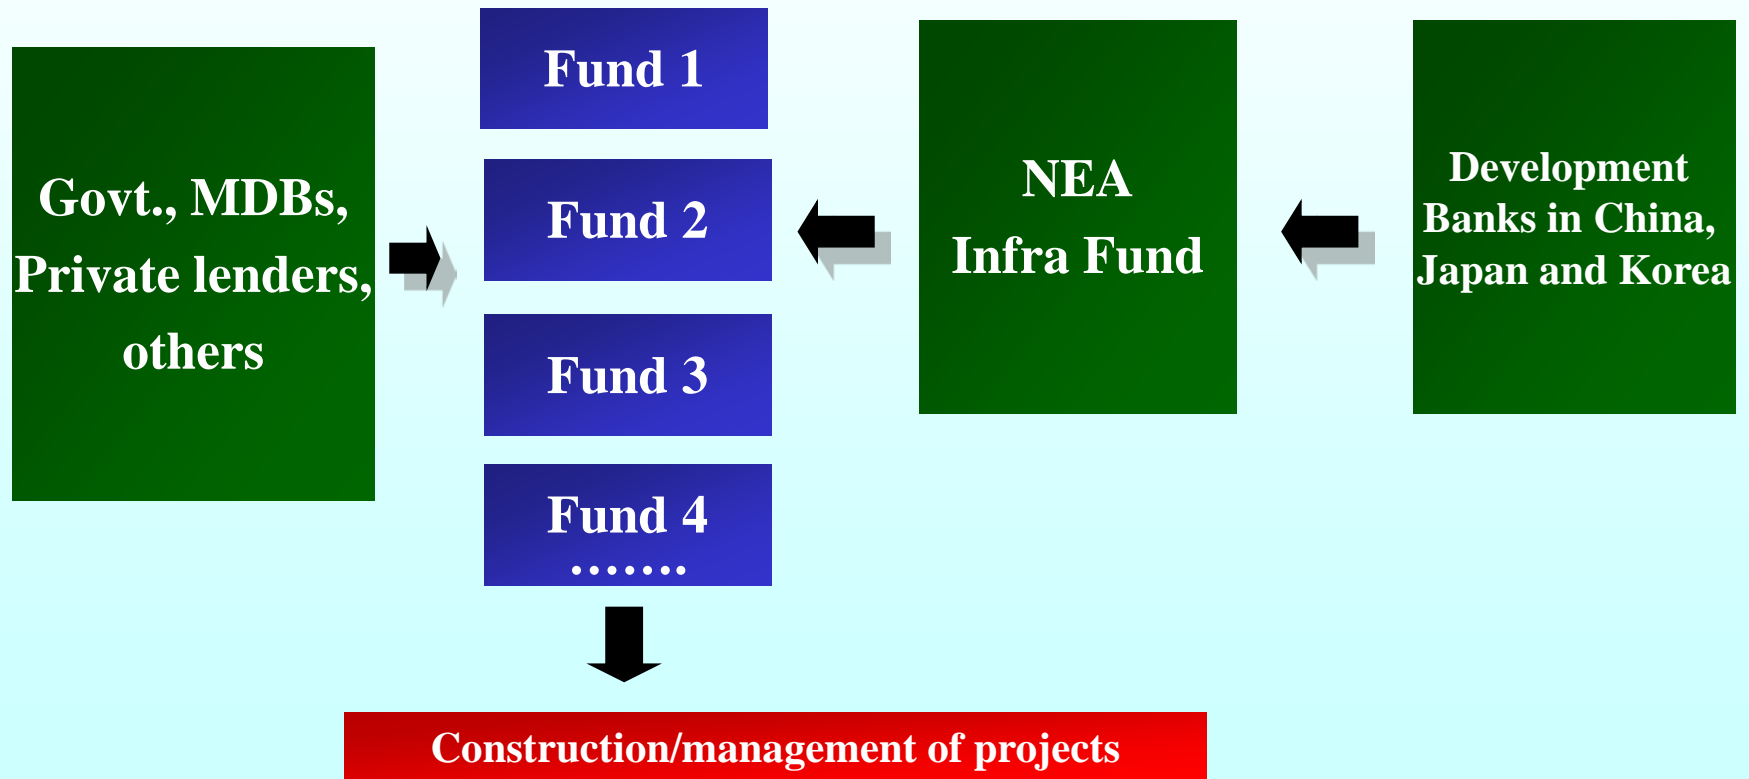 Govt., MDBs,
Private lenders,
others
Fund 1
Fund 2
Fund 3
Fund 4
.......
NEA
Infra Fund
Development
Banks in China,
Japan and Korea
Construction/management of projects